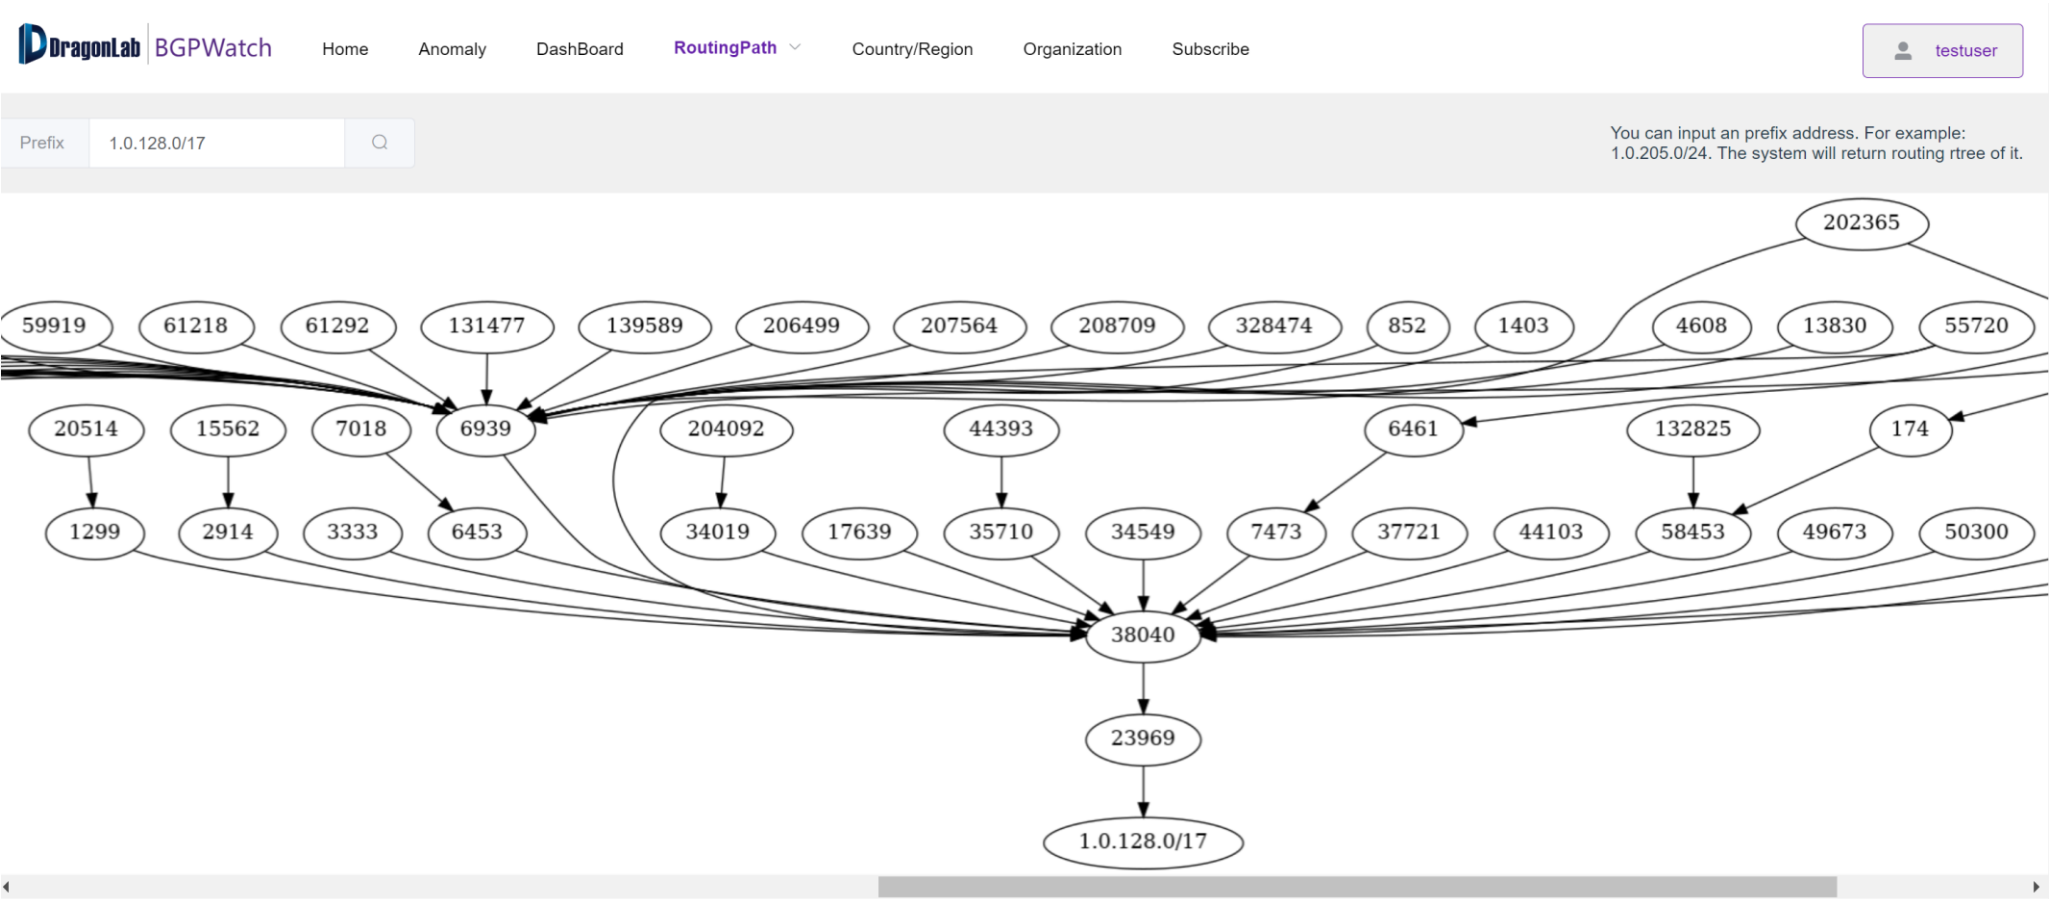 DragonLab BGPWatch Home Anomaly DashBoard RoutingPath Country/Region Organization Subscribe testuser
Prefix 1.0.128.0/17
You can input an prefix address. For example:
1.0.205.0/24. The system will return routing rtree of it.
202365
59919 61218 61292 131477 139589 206499 207564 208709 328474 852 1403 4608 13830 55720
20514 15562 7018 6939 204092 44393 6461 132825 174
1299 2914 3333 6453 34019 17639 35710 34549 7473 37721 44103 58453 49673 50300
38040
23969
1.0.128.0/17